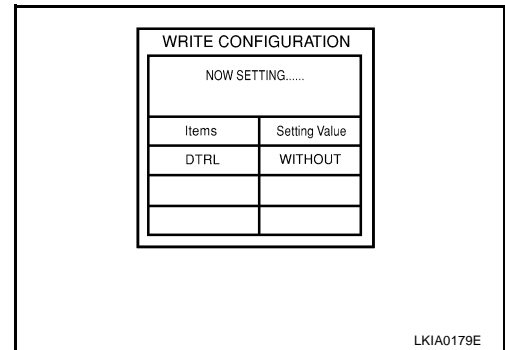 WRITE CONFIGURATION
NOW SETTING......
Items Setting Value
DTRL WITHOUT
LKIA0179E